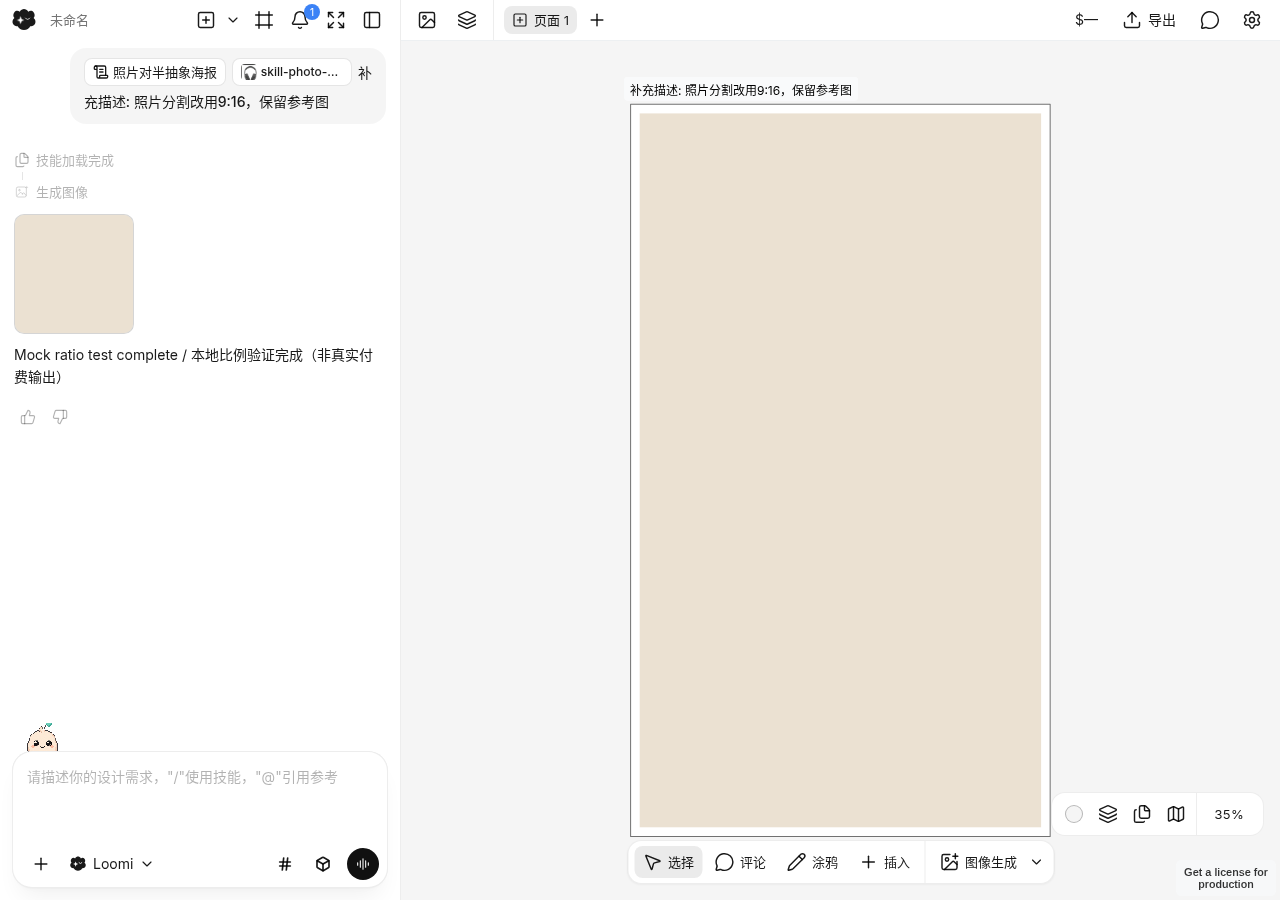 未命名
1
页面 1
$—
导出
照片对半抽象海报
skill-photo-...
补
充描述: 照片分割改用9:16，保留参考图
技能加载完成
生成图像
Mock ratio test complete / 本地比例验证完成（非真实付
费输出）
补充描述: 照片分割改用9:16，保留参考图
请描述你的设计需求，"/"使用技能，"@"引用参考
Loomi
35%
选择
评论
涂鸦
插入
图像生成
Get a license for
production